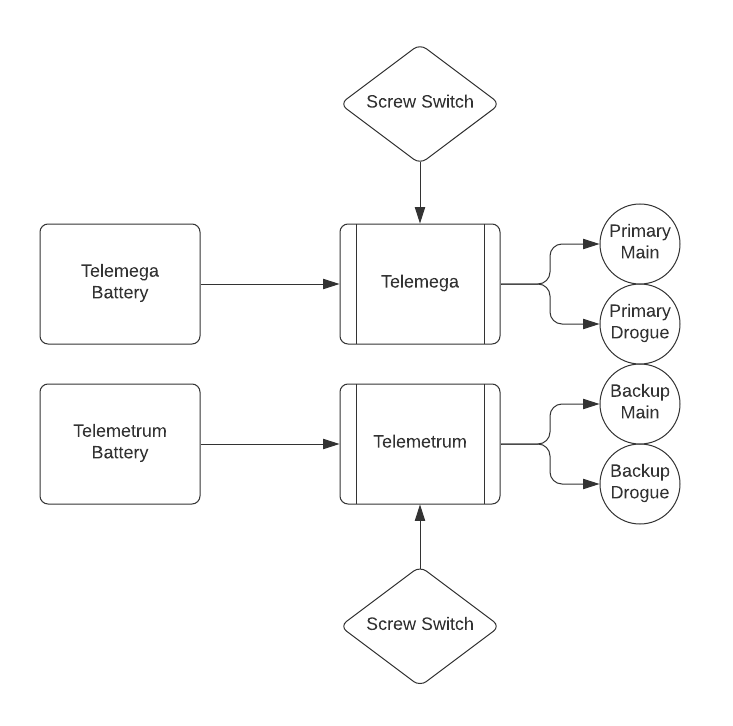 Screw Switch
Telemega
Battery
Telemega
Primary
Main
Primary
Drogue
Telemetrum
Battery
Telemetrum
Backup
Main
Backup
Drogue
Screw Switch